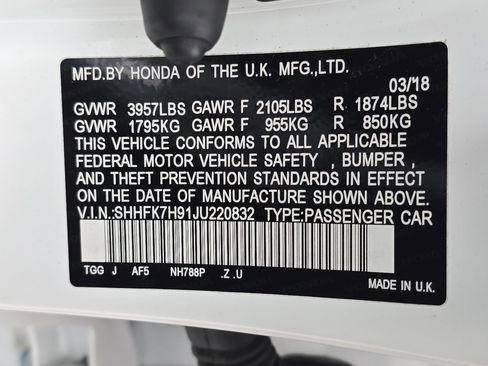 MFD.BY HONDA OF THE U.K. MFG.,LTD.
03/18
GVWR 3957LBS GAWR F 2105LBS R 1874LBS
GVWR 1795KG GAWR F 955KG R 850KG
THIS VEHICLE CONFORMS TO ALL APPLICABLE
FEDERAL MOTOR VEHICLE SAFETY , BUMPER ,
AND THEFT PREVENTION STANDARDS IN EFFECT
ON THE DATE OF MANUFACTURE SHOWN ABOVE.
V.I.N.:SHHFK7H91JU220832 TYPE:PASSENGER CAR
TGG J AF5 NH788P .Z .U
MADE IN U.K.